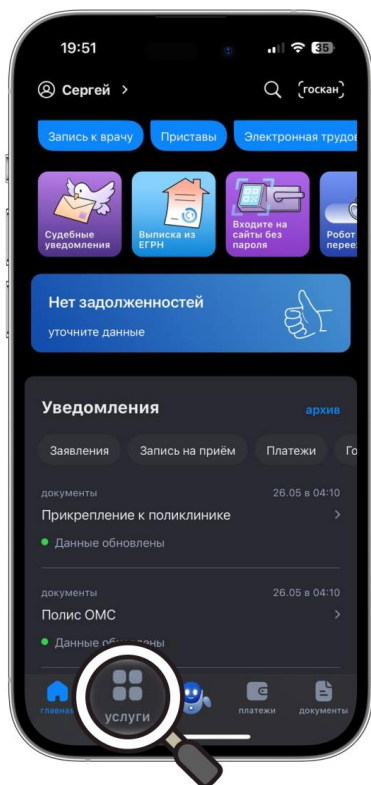 19:51
35
Сергей
госкан
Запись к врачу
Приставы
Электронная
Судебные
уведомления
Выписка из
ЕГРН
Входите на
сайты без
пароля
Робот
Нет задолженностей
уточните данные
Уведомления
архив
Заявления
Запись на приём
Платежи
документы
26.05 в 04:10
Прикрепление к поликлинике
Данные обновлены
документы
26.05 в 04:10
Полис ОМС
Данные обновлены
услуги
платежи
документы